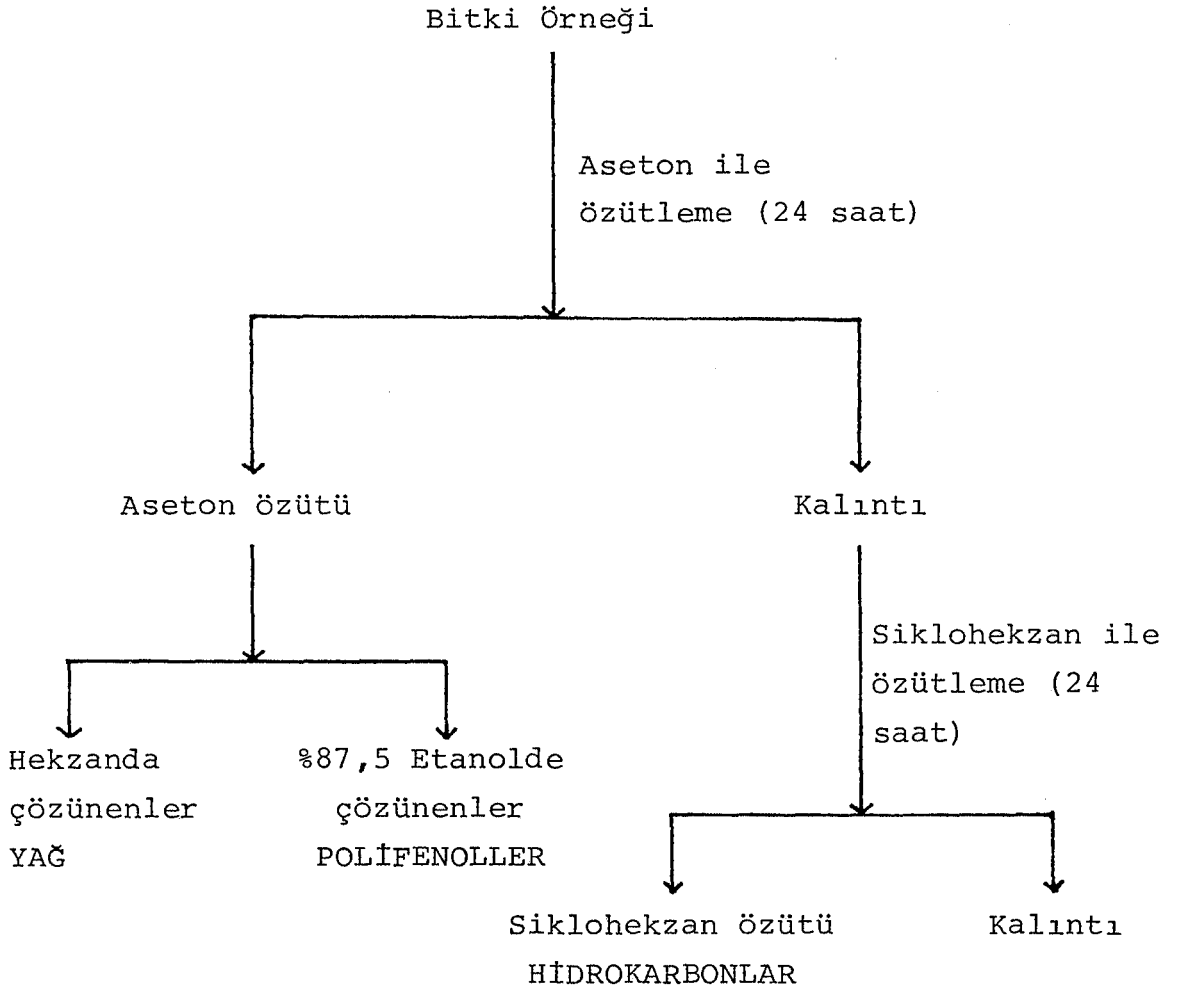 Bitki Örneği
Aseton ile
özütleme (24 saat)
Aseton özütü
Kalıntı
Siklohekzan ile
özütleme (24
saat)
Hekzanda
çözünenler
YAĞ
%87,5 Etanolde
çözünenler
POLİFENOLLER
Siklohekzan özütü
HİDROKARBONLAR
Kalıntı